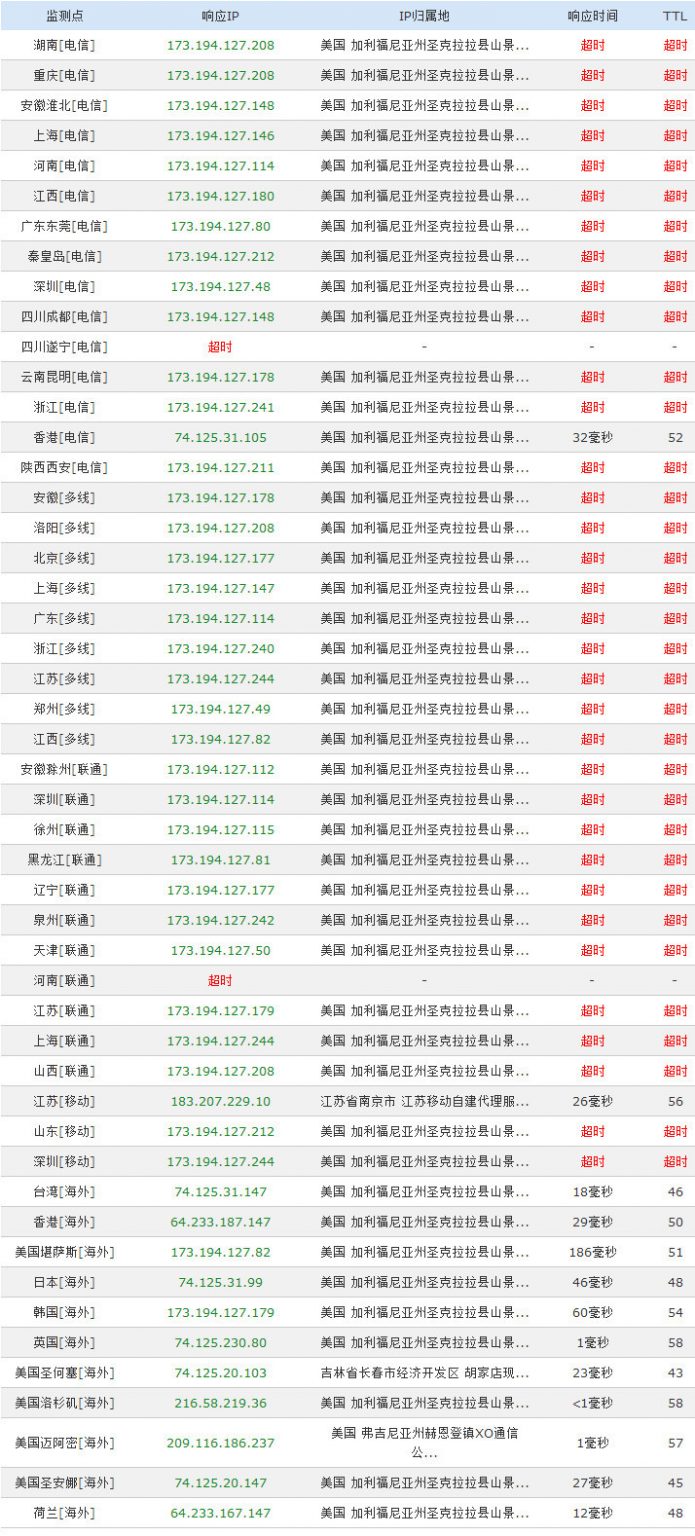 监测点 响应IP IP归属地 响应时间 TTL
湖南[电信] 173.194.127.208 美国 加利福尼亚州圣克拉拉县山景... 超时 超时
重庆[电信] 173.194.127.208 美国 加利福尼亚州圣克拉拉县山景... 超时 超时
安徽淮北[电信] 173.194.127.148 美国 加利福尼亚州圣克拉拉县山景... 超时 超时
上海[电信] 173.194.127.146 美国 加利福尼亚州圣克拉拉县山景... 超时 超时
河南[电信] 173.194.127.114 美国 加利福尼亚州圣克拉拉县山景... 超时 超时
江西[电信] 173.194.127.180 美国 加利福尼亚州圣克拉拉县山景... 超时 超时
广东东莞[电信] 173.194.127.80 美国 加利福尼亚州圣克拉拉县山景... 超时 超时
秦皇岛[电信] 173.194.127.212 美国 加利福尼亚州圣克拉拉县山景... 超时 超时
深圳[电信] 173.194.127.48 美国 加利福尼亚州圣克拉拉县山景... 超时 超时
四川成都[电信] 173.194.127.148 美国 加利福尼亚州圣克拉拉县山景... 超时 超时
四川遂宁[电信] 超时 - - -
云南昆明[电信] 173.194.127.178 美国 加利福尼亚州圣克拉拉县山景... 超时 超时
浙江[电信] 173.194.127.241 美国 加利福尼亚州圣克拉拉县山景... 超时 超时
香港[电信] 74.125.31.105 美国 加利福尼亚州圣克拉拉县山景... 32毫秒 52
陕西西安[电信] 173.194.127.211 美国 加利福尼亚州圣克拉拉县山景... 超时 超时
安徽[多线] 173.194.127.178 美国 加利福尼亚州圣克拉拉县山景... 超时 超时
洛阳[多线] 173.194.127.208 美国 加利福尼亚州圣克拉拉县山景... 超时 超时
北京[多线] 173.194.127.177 美国 加利福尼亚州圣克拉拉县山景... 超时 超时
上海[多线] 173.194.127.147 美国 加利福尼亚州圣克拉拉县山景... 超时 超时
广东[多线] 173.194.127.114 美国 加利福尼亚州圣克拉拉县山景... 超时 超时
浙江[多线] 173.194.127.240 美国 加利福尼亚州圣克拉拉县山景... 超时 超时
江苏[多线] 173.194.127.244 美国 加利福尼亚州圣克拉拉县山景... 超时 超时
郑州[多线] 173.194.127.49 美国 加利福尼亚州圣克拉拉县山景... 超时 超时
江西[多线] 173.194.127.82 美国 加利福尼亚州圣克拉拉县山景... 超时 超时
安徽滁州[联通] 173.194.127.112 美国 加利福尼亚州圣克拉拉县山景... 超时 超时
深圳[联通] 173.194.127.114 美国 加利福尼亚州圣克拉拉县山景... 超时 超时
徐州[联通] 173.194.127.115 美国 加利福尼亚州圣克拉拉县山景... 超时 超时
黑龙江[联通] 173.194.127.81 美国 加利福尼亚州圣克拉拉县山景... 超时 超时
辽宁[联通] 173.194.127.177 美国 加利福尼亚州圣克拉拉县山景... 超时 超时
泉州[联通] 173.194.127.242 美国 加利福尼亚州圣克拉拉县山景... 超时 超时
天津[联通] 173.194.127.50 美国 加利福尼亚州圣克拉拉县山景... 超时 超时
河南[联通] 超时 - - -
江苏[联通] 173.194.127.179 美国 加利福尼亚州圣克拉拉县山景... 超时 超时
上海[联通] 173.194.127.244 美国 加利福尼亚州圣克拉拉县山景... 超时 超时
山西[联通] 173.194.127.208 美国 加利福尼亚州圣克拉拉县山景... 超时 超时
江苏[移动] 183.207.229.10 江苏省南京市 江苏移动自建代理服... 26毫秒 56
山东[移动] 173.194.127.212 美国 加利福尼亚州圣克拉拉县山景... 超时 超时
深圳[移动] 173.194.127.244 美国 加利福尼亚州圣克拉拉县山景... 超时 超时
台湾[海外] 74.125.31.147 美国 加利福尼亚州圣克拉拉县山景... 18毫秒 46
香港[海外] 64.233.187.147 美国 加利福尼亚州圣克拉拉县山景... 29毫秒 50
美国堪萨斯[海外] 173.194.127.82 美国 加利福尼亚州圣克拉拉县山景... 186毫秒 51
日本[海外] 74.125.31.99 美国 加利福尼亚州圣克拉拉县山景... 46毫秒 48
韩国[海外] 173.194.127.179 美国 加利福尼亚州圣克拉拉县山景... 60毫秒 54
英国[海外] 74.125.230.80 美国 加利福尼亚州圣克拉拉县山景... 1毫秒 58
美国圣何塞[海外] 74.125.20.103 吉林省长春市经济开发区 胡家店现... 23毫秒 43
美国洛杉矶[海外] 216.58.219.36 美国 加利福尼亚州圣克拉拉县山景... <1毫秒 58
美国迈阿密[海外] 209.116.186.237 美国 弗吉尼亚州赫恩登镇XO通信 1毫秒 57
公...
美国圣安娜[海外] 74.125.20.147 美国 加利福尼亚州圣克拉拉县山景... 27毫秒 45
荷兰[海外] 64.233.167.147 美国 加利福尼亚州圣克拉拉县山景... 12毫秒 48